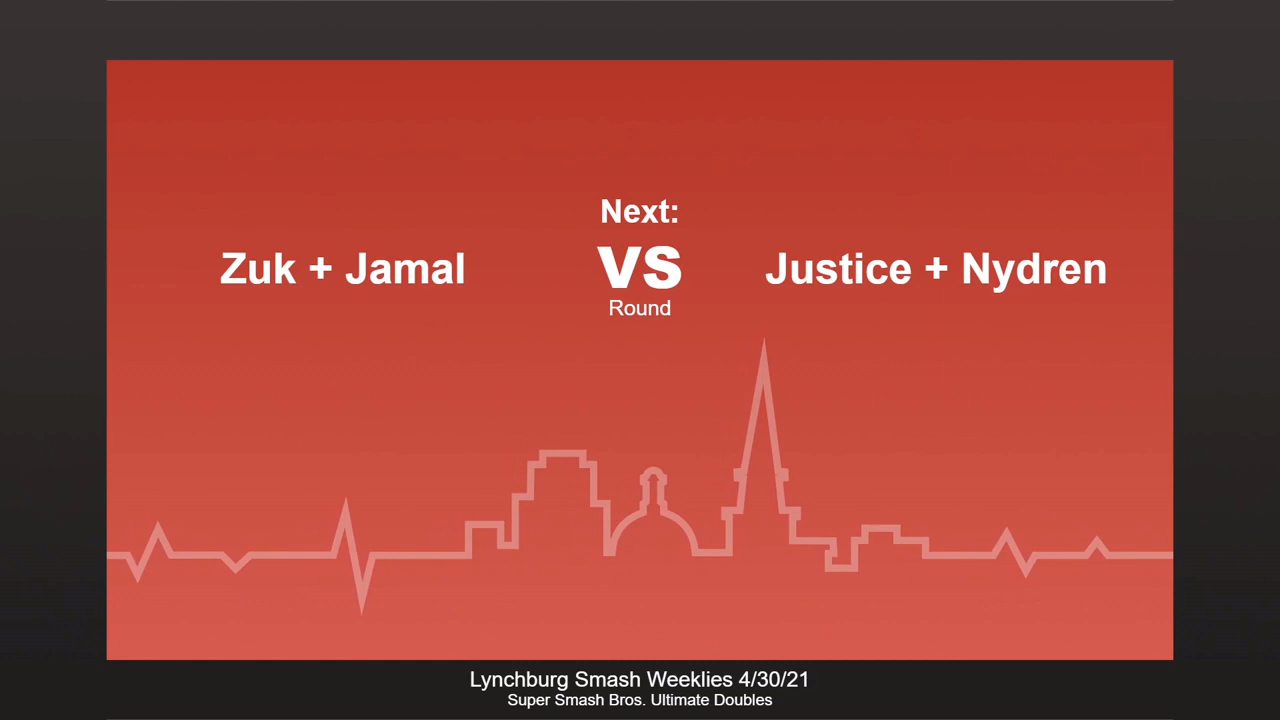 Next:
Zuk + Jamal
VS
Justice + Nydren
Round
Lynchburg Smash Weeklies 4/30/21
Super Smash Bros. Ultimate Doubles